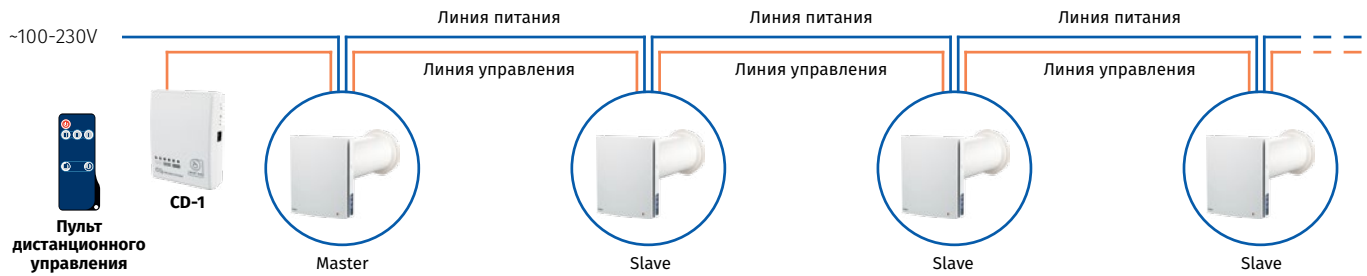 Линия питания
Линия питания
Линия питания
~100-230V
Линия управления
Линия управления
Линия управления
CD-1
Пульт
дистанционного
управления
Master
Slave
Slave
Slave